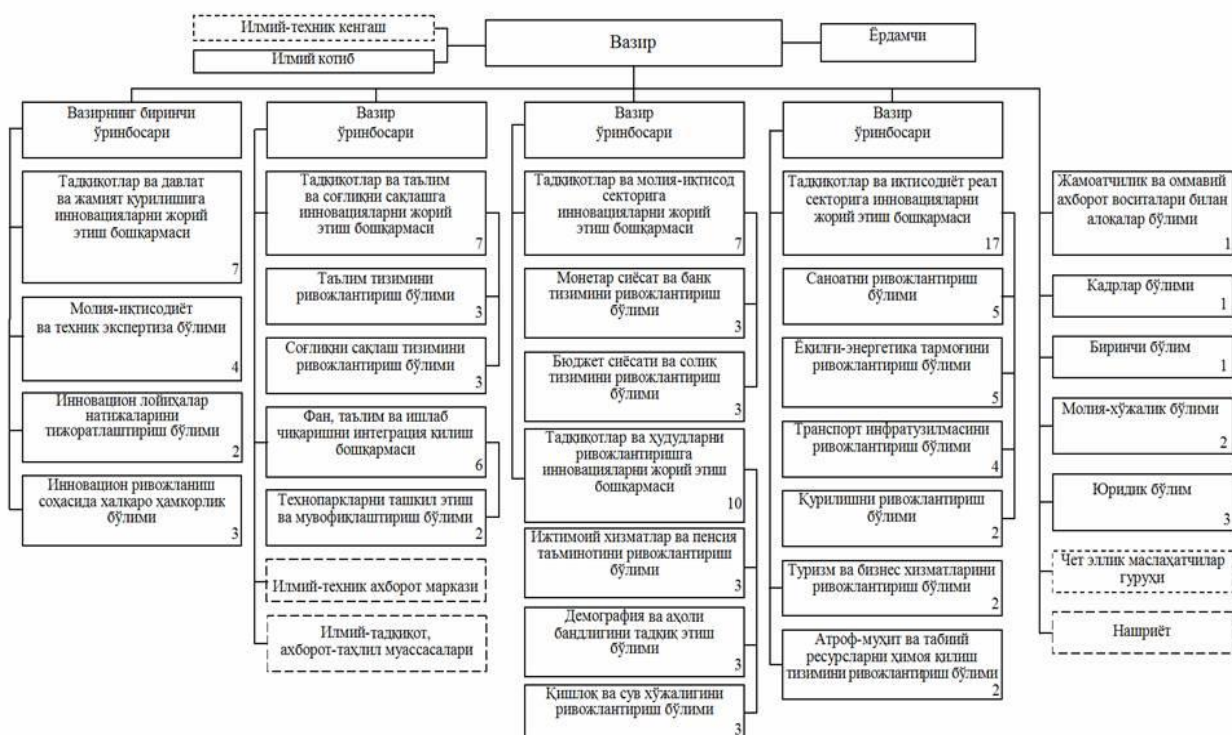 Илмий-техник кенгаш
Илмий котиб
Вазир
Ёрдамчи
Вазирнинг биринчи
ўринбосари
Тадқиқотлар ва давлат
ва жамият қурилишига
инновацияларни жорий
этиш бошқармаси
7
Молия-иқтисодиёт
ва техник экспертиза бўлими
4
Инновацион лойиҳалар
натижаларини
тижоратлаштириш бўлими
2
Инновацион ривожланиш
соҳасида халқаро ҳамкорлик
бўлими
3
Вазир
ўринбосари
Тадқиқотлар ва таълим
ва соғлиқни сақлашга
инновацияларни жорий
этиш бошқармаси
7
Таълим тизимини
ривожлантириш бўлими
3
Соғлиқни сақлаш тизимини
ривожлантириш бўлими
3
Фан, таълим ва ишлаб
чиқаришни интеграция қилиш
бошқармаси
6
Технопаркларни ташкил этиш
ва мувофиқлаштириш бўлими
2
Илмий-техник ахборот маркази
Илмий-тадқиқот,
ахборот-таҳлил муассасалари
Вазир
ўринбосари
Тадқиқотлар ва молия-иқтисод
секторига
инновацияларни жорий
этиш бошқармаси
7
Монетар сиёсат ва банк
тизимини ривожлантириш
бўлими
3
Бюджет сиёсати ва солиқ
тизимини ривожлантириш
бўлими
3
Тадқиқотлар ва ҳудудларни
ривожлантиришга
инновацияларни жорий этиш
бошқармаси
10
Ижтимоий хизматлар ва пенсия
таъминотини ривожлантириш
бўлими
3
Демография ва аҳоли
бандлигини тадқиқ этиш
бўлими
3
Қишлоқ ва сув хўжалигини
ривожлантириш бўлими
3
Вазир
ўринбосари
Тадқиқотлар ва иқтисодиёт реал
секторига инновацияларни
жорий этиш бошқармаси
17
Саноатни ривожлантириш
бўлими
5
Ёқилғи-энергетика тармоғини
ривожлантириш бўлими
5
Транспорт инфратузилмасини
ривожлантириш бўлими
4
Қурилишни ривожлантириш
бўлими
2
Туризм ва бизнес хизматларини
ривожлантириш бўлими
2
Атроф-муҳит ва табиий
ресурсларни ҳимоя қилиш
тизимини ривожлантириш бўлими
2
Жамоатчилик ва оммавий
ахборот воситалари билан
алоқалар бўлими
1
Кадрлар бўлими
1
Биринчи бўлим
1
Молия-хўжалик бўлими
2
Юридик бўлим
3
Чет эллик маслаҳатчилар
гуруҳи
Нашриёт